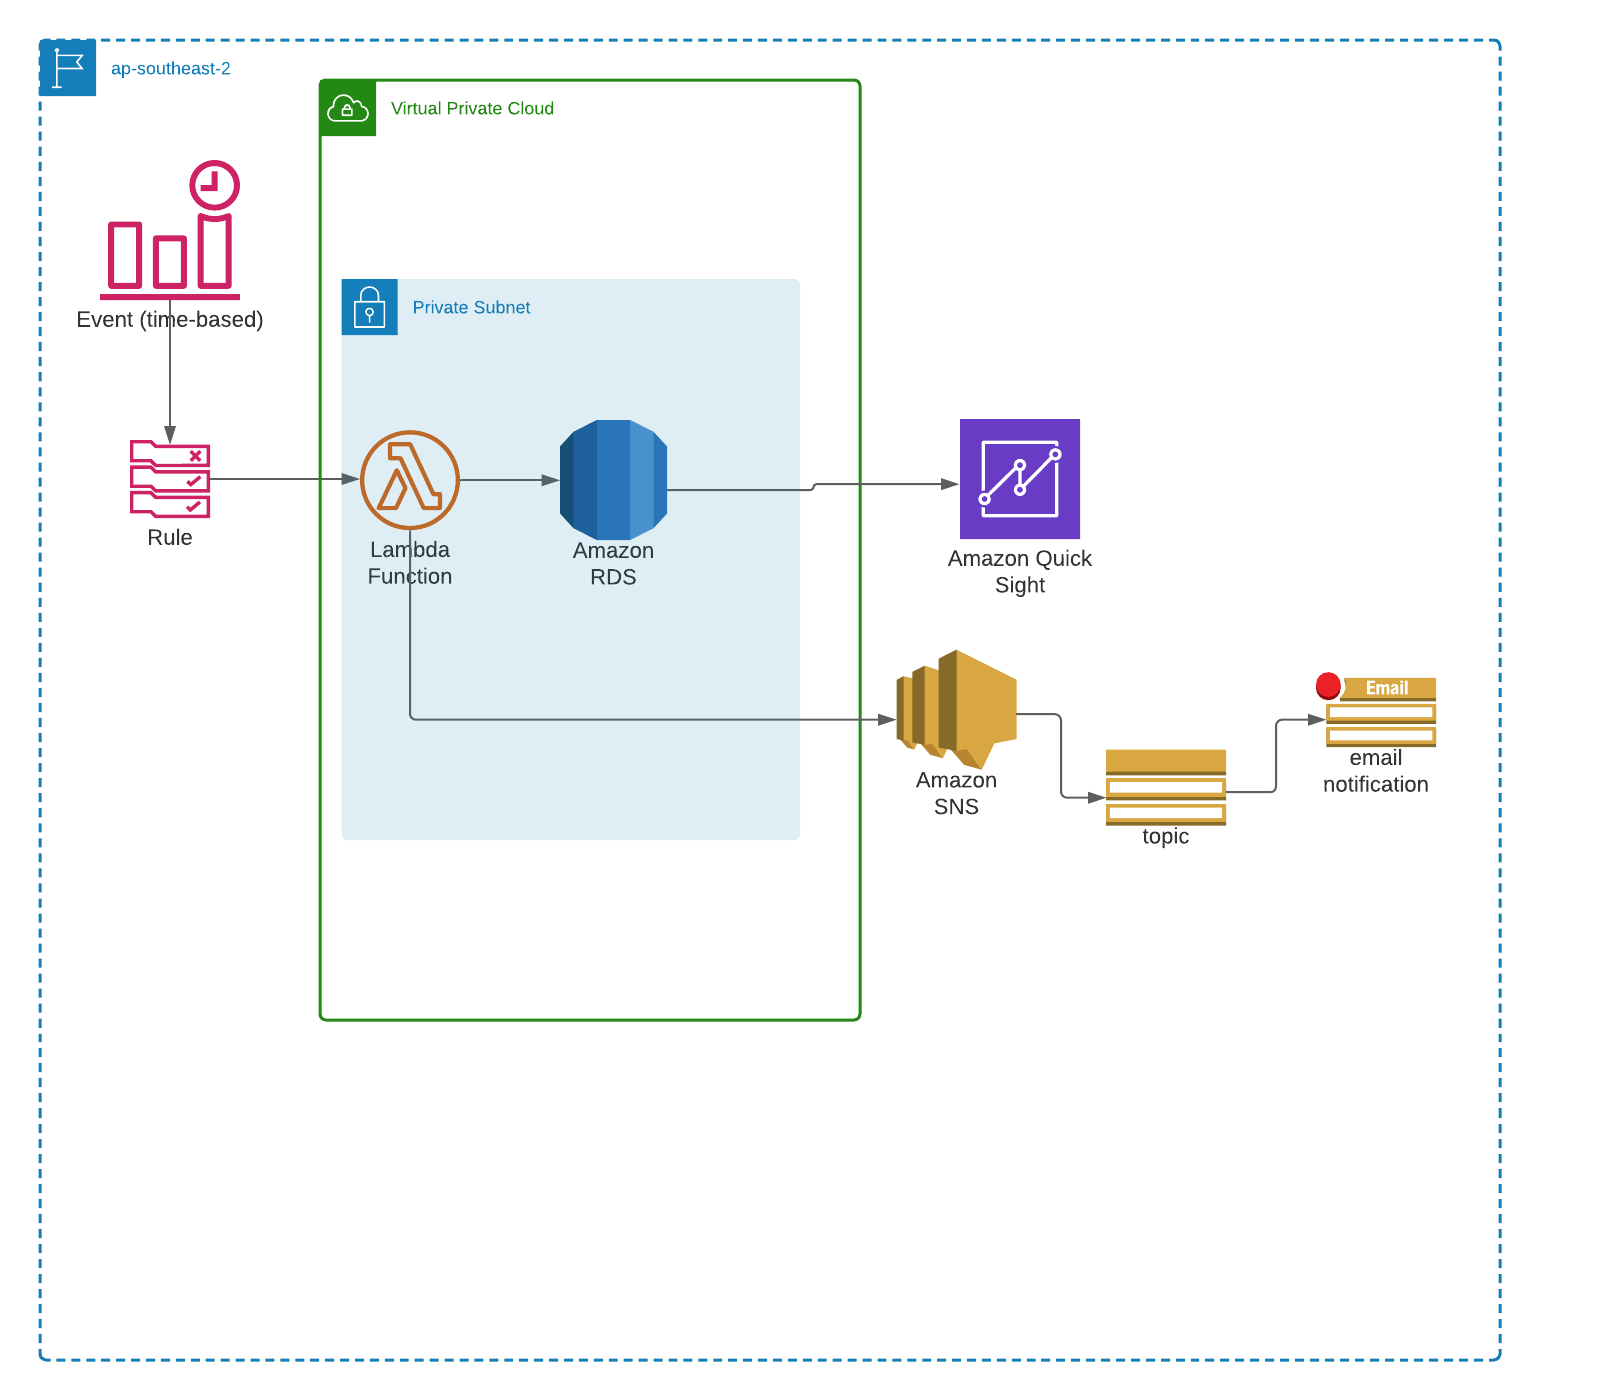 ap-southeast-2
Virtual Private Cloud
Event (time-based)
Private Subnet
Rule
Lambda
Function
Amazon
RDS
Amazon Quick
Sight
Amazon
SNS
topic
Email
email
notification